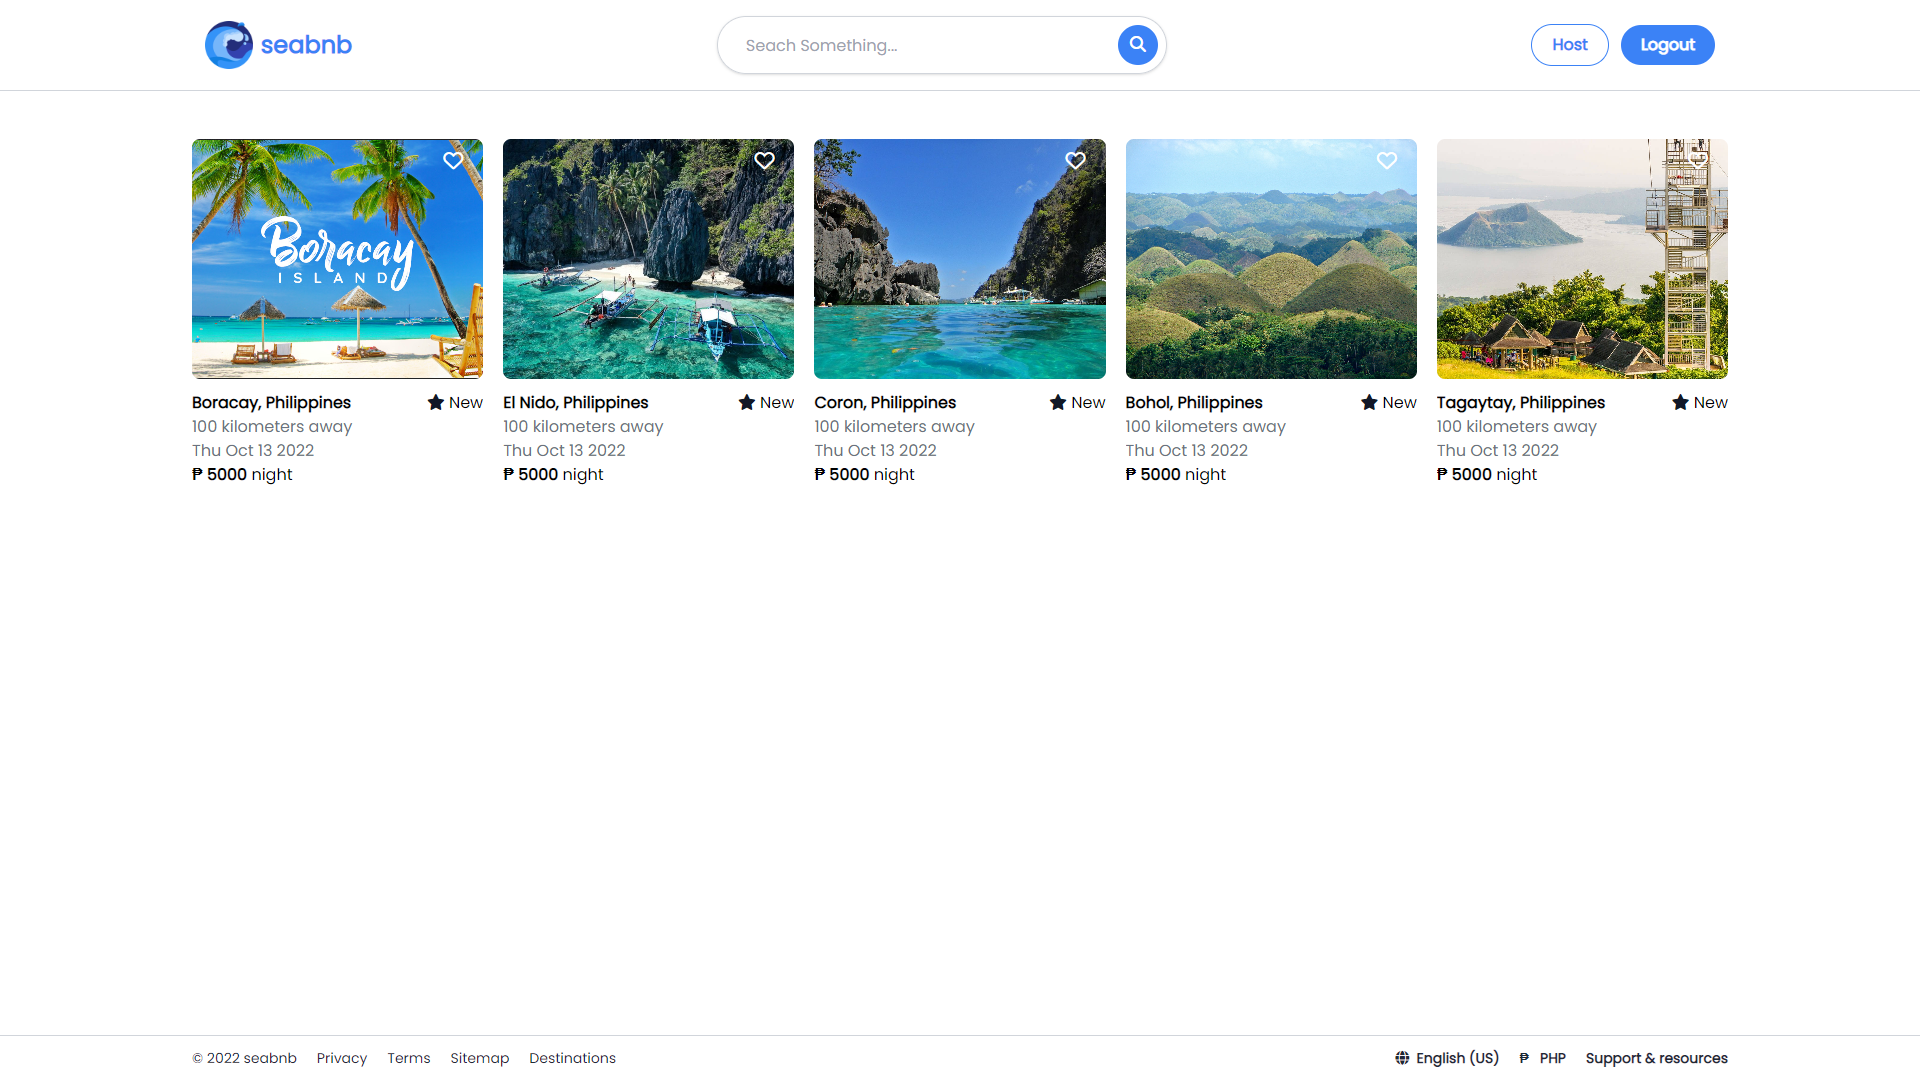 seabnb
Seach Something...
Host
Logout
Boracay
ISLAND
Boracay, Philippines
New
100 kilometers away
Thu Oct 13 2022
₱ 5000 night
El Nido, Philippines
New
100 kilometers away
Thu Oct 13 2022
₱ 5000 night
Coron, Philippines
New
100 kilometers away
Thu Oct 13 2022
₱ 5000 night
Bohol, Philippines
New
100 kilometers away
Thu Oct 13 2022
₱ 5000 night
Tagaytay, Philippines
New
100 kilometers away
Thu Oct 13 2022
₱ 5000 night
© 2022 seabnb Privacy Terms Sitemap Destinations
English (US) ₱ PHP Support & resources